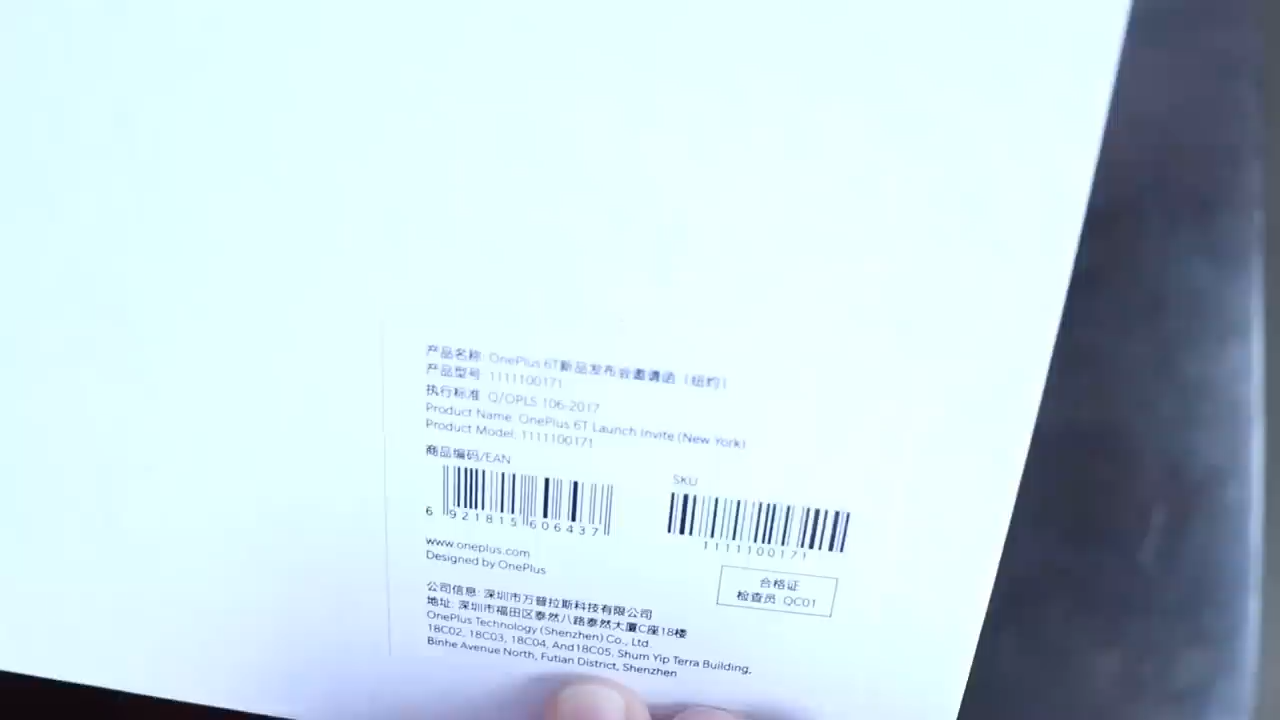 产品名称: OnePlus 6T新品发布会邀请函（纽约）
产品型号: 1111100171
执行标准: Q/OPLS 106-2017
Product Name: OnePlus 6T Launch Invite (New York)
Product Model: 1111100171
商品编码/EAN
6 921815 606437
SKU
1111100171
www.oneplus.com
Designed by OnePlus
合格证
检查员: QC01
公司信息: 深圳市万普拉斯科技有限公司
地址: 深圳市福田区泰然八路泰然大厦C座18楼
OnePlus Technology (Shenzhen) Co., Ltd.
18C02, 18C03, 18C04, And18C05, Shum Yip Terra Building,
Binhe Avenue North, Futian District, Shenzhen